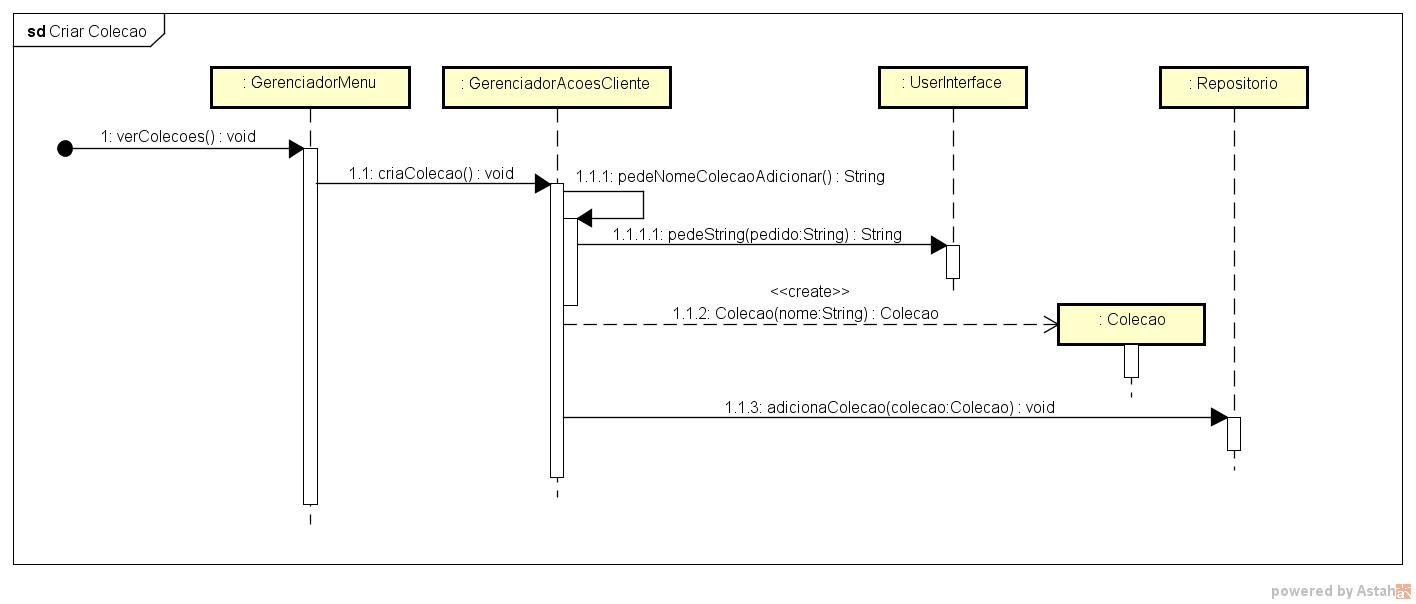 sd Criar Colecao
: GerenciadorMenu
: GerenciadorAcoesCliente
: UserInterface
: Repositorio
1: verColecoes() : void
1.1: criaColecao() : void
1.1.1: pedeNomeColecaoAdicionar() : String
1.1.1.1: pedeString(pedido:String) : String
<<create>>
1.1.2: Colecao(nome:String) : Colecao
: Colecao
1.1.3: adicionaColecao(colecao:Colecao) : void
powered by Astah